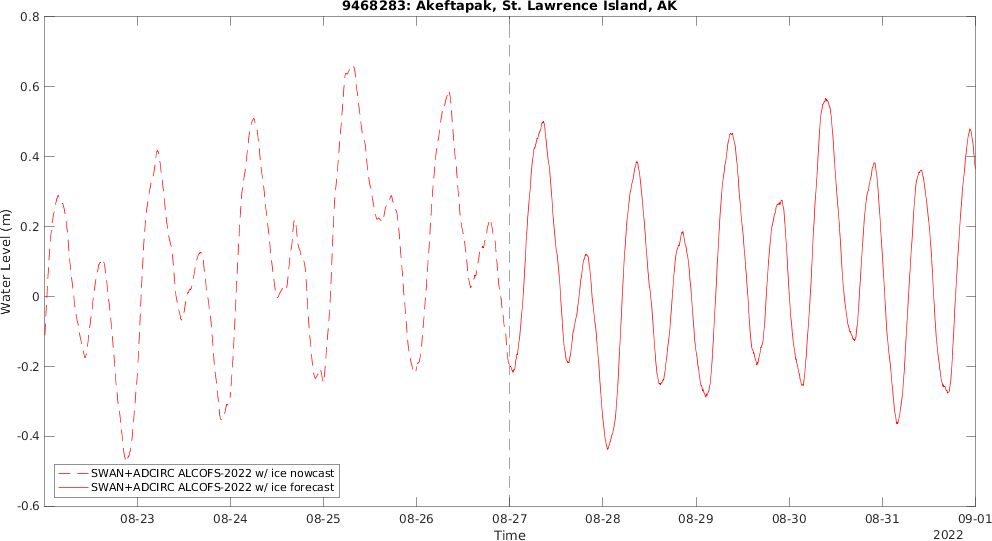 9468283: Akeftapak, St. Lawrence Island, AK
0.8
0.6
0.4
0.2
0
-0.2
-0.4
-0.6
Water Level (m)
SWAN+ADCIRC ALCOFS-2022 w/ ice nowcast
SWAN+ADCIRC ALCOFS-2022 w/ ice forecast
08-23 08-24 08-25 08-26 08-27 08-28 08-29 08-30 08-31 09-01
Time
2022